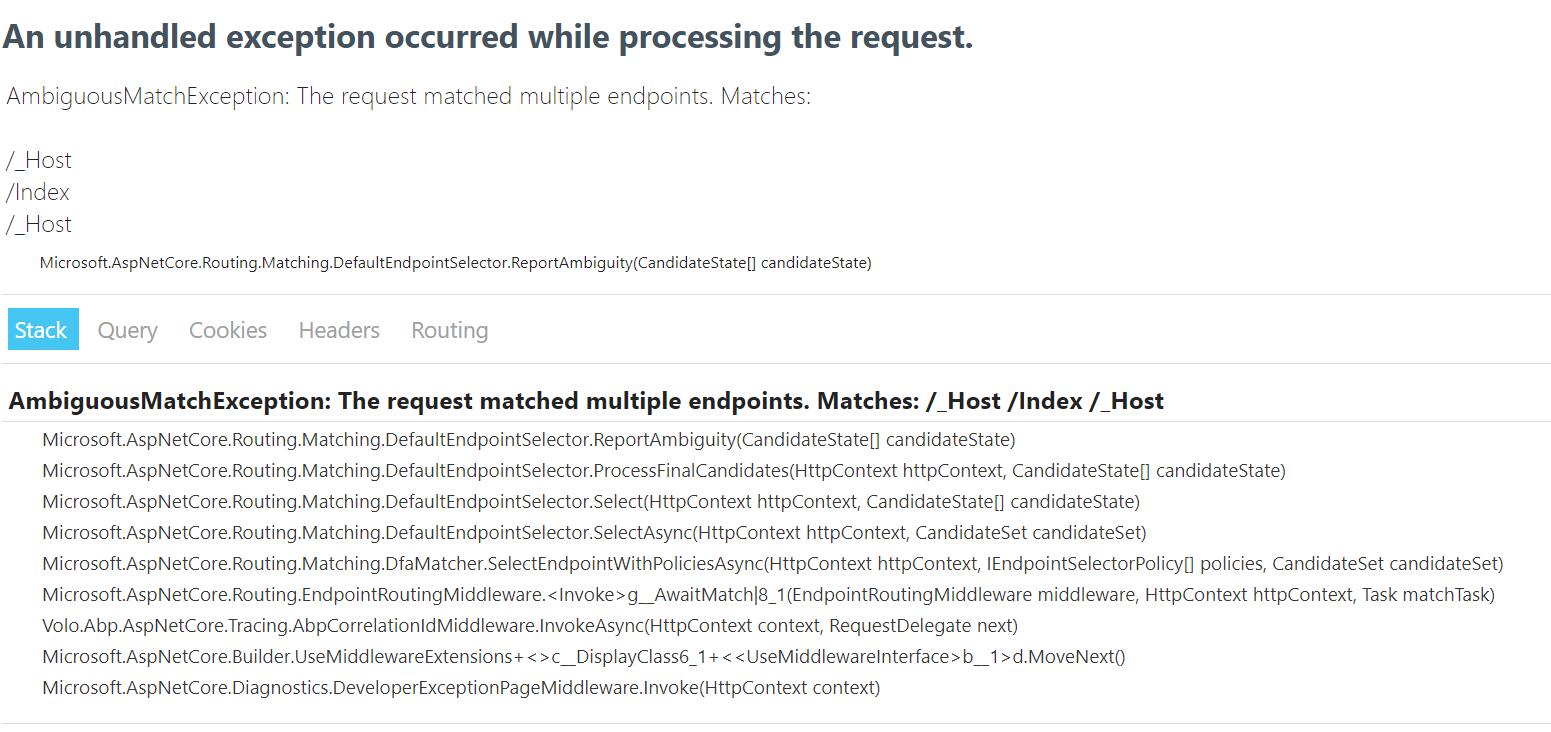 An unhandled exception occurred while processing the request.
AmbiguousMatchException: The request matched multiple endpoints. Matches:
/_Host
/Index
/_Host
Microsoft.AspNetCore.Routing.Matching.DefaultEndpointSelector.ReportAmbiguity(CandidateState[] candidateState)
Stack Query Cookies Headers Routing
AmbiguousMatchException: The request matched multiple endpoints. Matches: /_Host /Index /_Host
Microsoft.AspNetCore.Routing.Matching.DefaultEndpointSelector.ReportAmbiguity(CandidateState[] candidateState)
Microsoft.AspNetCore.Routing.Matching.DefaultEndpointSelector.ProcessFinalCandidates(HttpContext httpContext, CandidateState[] candidateState)
Microsoft.AspNetCore.Routing.Matching.DefaultEndpointSelector.Select(HttpContext httpContext, CandidateState[] candidateState)
Microsoft.AspNetCore.Routing.Matching.DefaultEndpointSelector.SelectAsync(HttpContext httpContext, CandidateSet candidateSet)
Microsoft.AspNetCore.Routing.Matching.DfaMatcher.SelectEndpointWithPoliciesAsync(HttpContext httpContext, IEndpointSelectorPolicy[] policies, CandidateSet candidateSet)
Microsoft.AspNetCore.Routing.EndpointRoutingMiddleware.<Invoke>g__AwaitMatch|8_1(EndpointRoutingMiddleware middleware, HttpContext httpContext, Task matchTask)
Volo.Abp.AspNetCore.Tracing.AbpCorrelationIdMiddleware.InvokeAsync(HttpContext context, RequestDelegate next)
Microsoft.AspNetCore.Builder.UseMiddlewareExtensions+<>c__DisplayClass6_1+<<UseMiddlewareInterface>b__1>d.MoveNext()
Microsoft.AspNetCore.Diagnostics.DeveloperExceptionPageMiddleware.Invoke(HttpContext context)